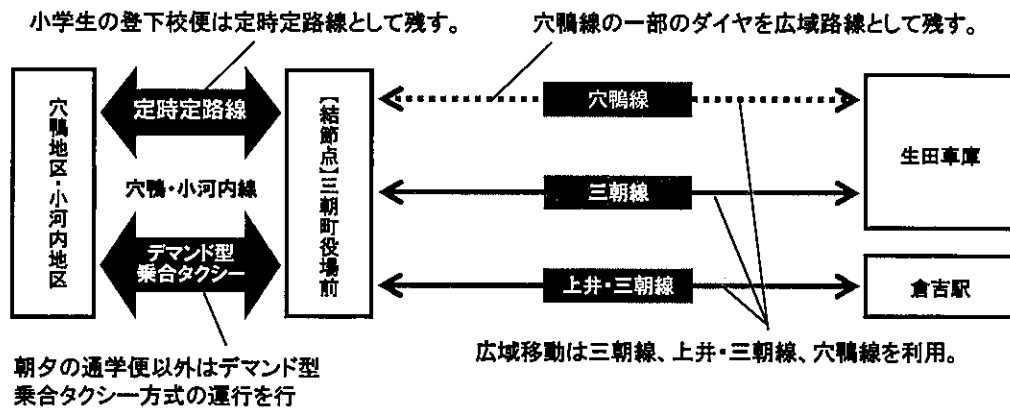 小学生の登下校便は定時定路線として残す。
穴鴨線の一部のダイヤを広域路線として残す。
穴鴨地区・小河内地区
定時定路線
穴鴨・小河内線
デマンド型
乗合タクシー
【結節点】三朝町役場前
穴鴨線
三朝線
上井・三朝線
生田車庫
倉吉駅
朝夕の通学便以外はデマンド型
乗合タクシー方式の運行を行
広域移動は三朝線、上井・三朝線、穴鴨線を利用。